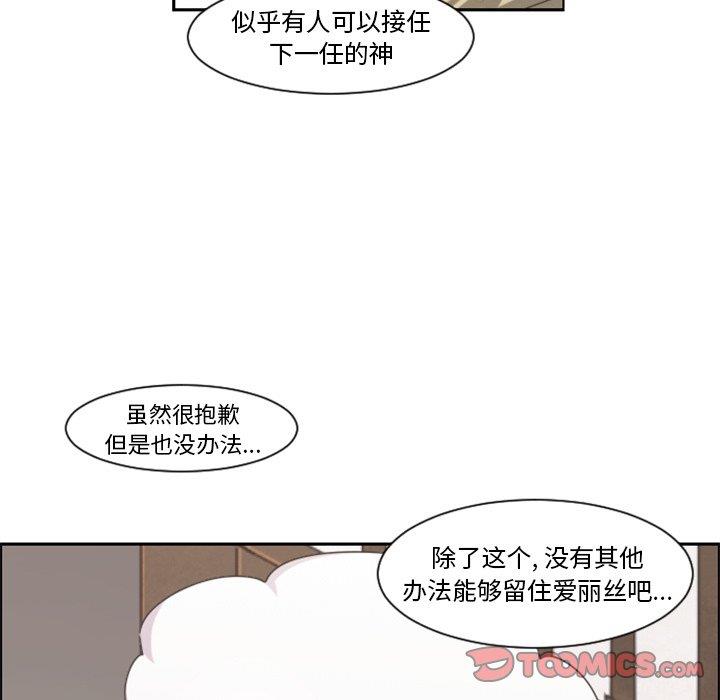 似乎有人可以接任
下一任的神
虽然很抱歉
但是也没办法...
除了这个, 没有其他
办法能够留住爱丽丝吧...
TOOMICS.COM